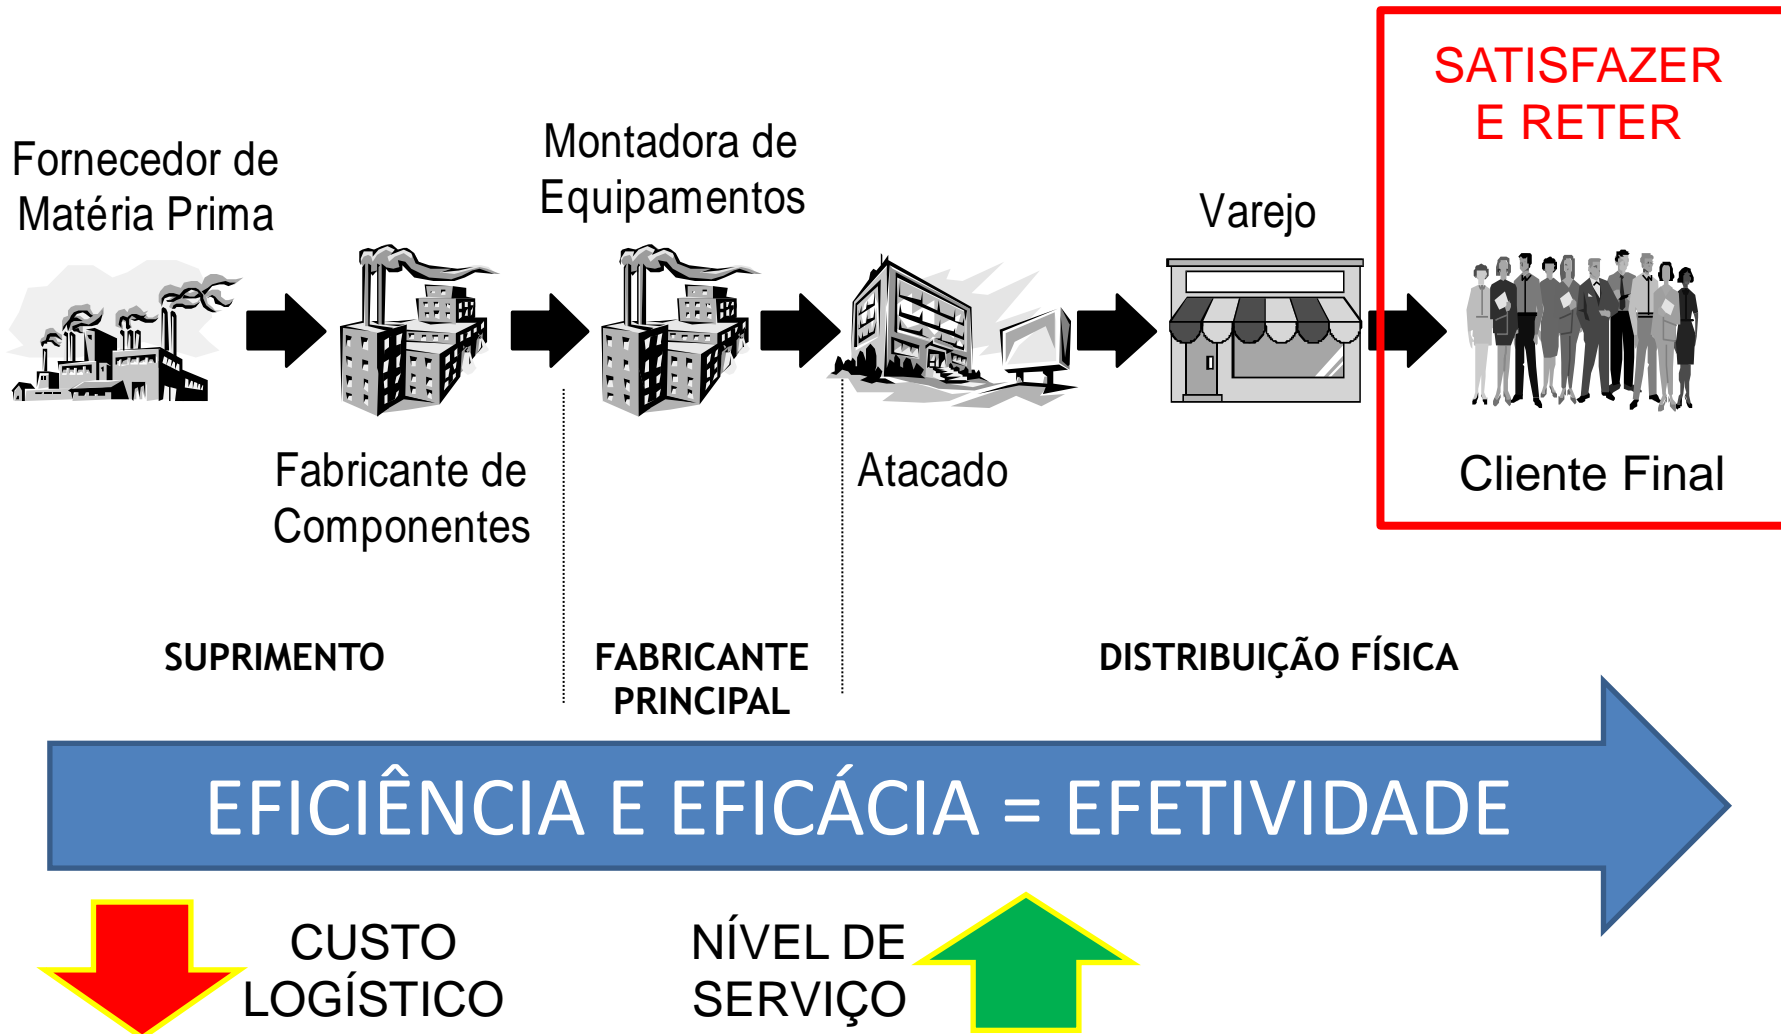 SATISFAZER
E RETER
Fornecedor de
Matéria Prima
Montadora de
Equipamentos
Varejo
Fabricante de
Componentes
Atacado
Cliente Final
SUPRIMENTO
FABRICANTE
PRINCIPAL
DISTRIBUIÇÃO FÍSICA
EFICIÊNCIA E EFICÁCIA = EFETIVIDADE
CUSTO
LOGÍSTICO
NÍVEL DE
SERVIÇO